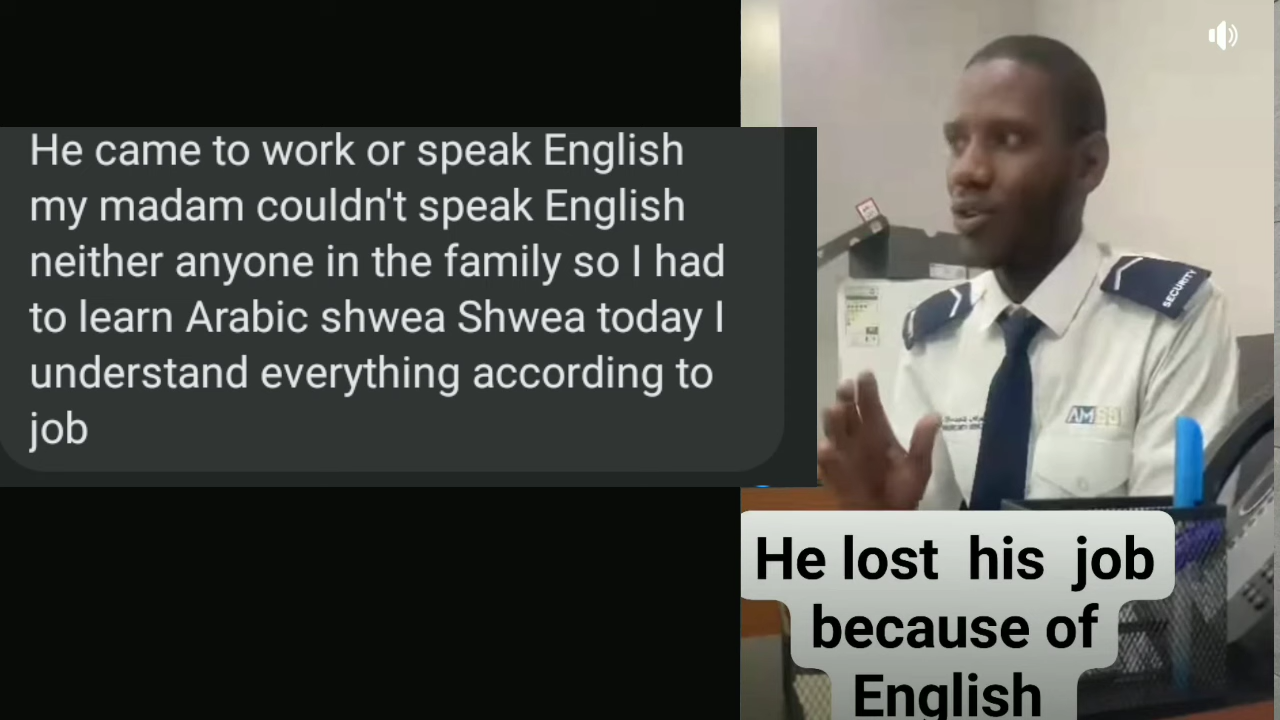 He came to work or speak English
my madam couldn't speak English
neither anyone in the family so I had
to learn Arabic shwea Shwea today I
understand everything according to
job
SECURITY
He lost his job
because of
English